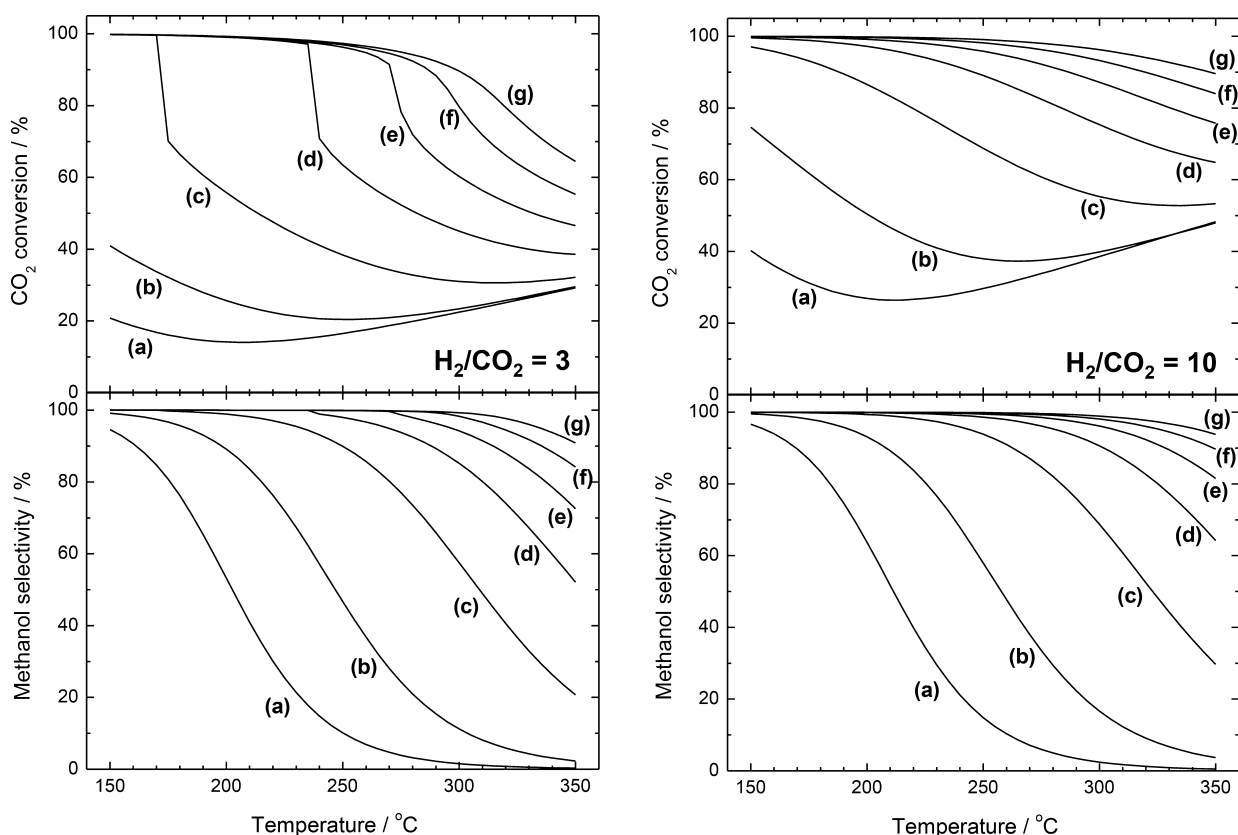 CO2 conversion / %
100
80
60
40
20
0
(a)
(b)
(c)
(d)
(e)
(f)
(g)
H2/CO2 = 3
CO2 conversion / %
100
80
60
40
20
0
(a)
(b)
(c)
(d)
(e)
(f)
(g)
H2/CO2 = 10
Methanol selectivity / %
100
80
60
40
20
0
(a)
(b)
(c)
(d)
(e)
(f)
(g)
150 200 250 300 350
Temperature / °C
Methanol selectivity / %
100
80
60
40
20
0
(a)
(b)
(c)
(d)
(e)
(f)
(g)
150 200 250 300 350
Temperature / °C